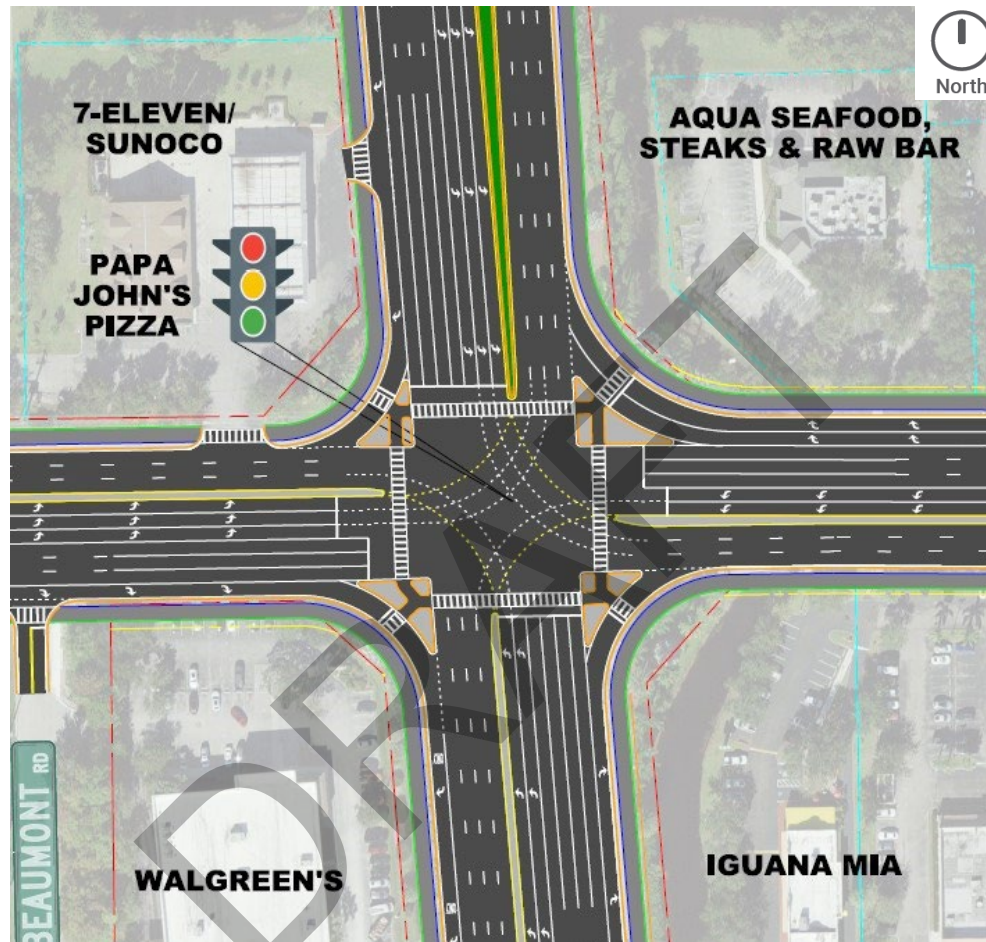 North
7-ELEVEN/
SUNOCO
AQUA SEAFOOD,
STEAKS & RAW BAR
PAPA
JOHN'S
PIZZA
DRAFT
BEAUMONT RD
WALGREEN'S
IGUANA MIA